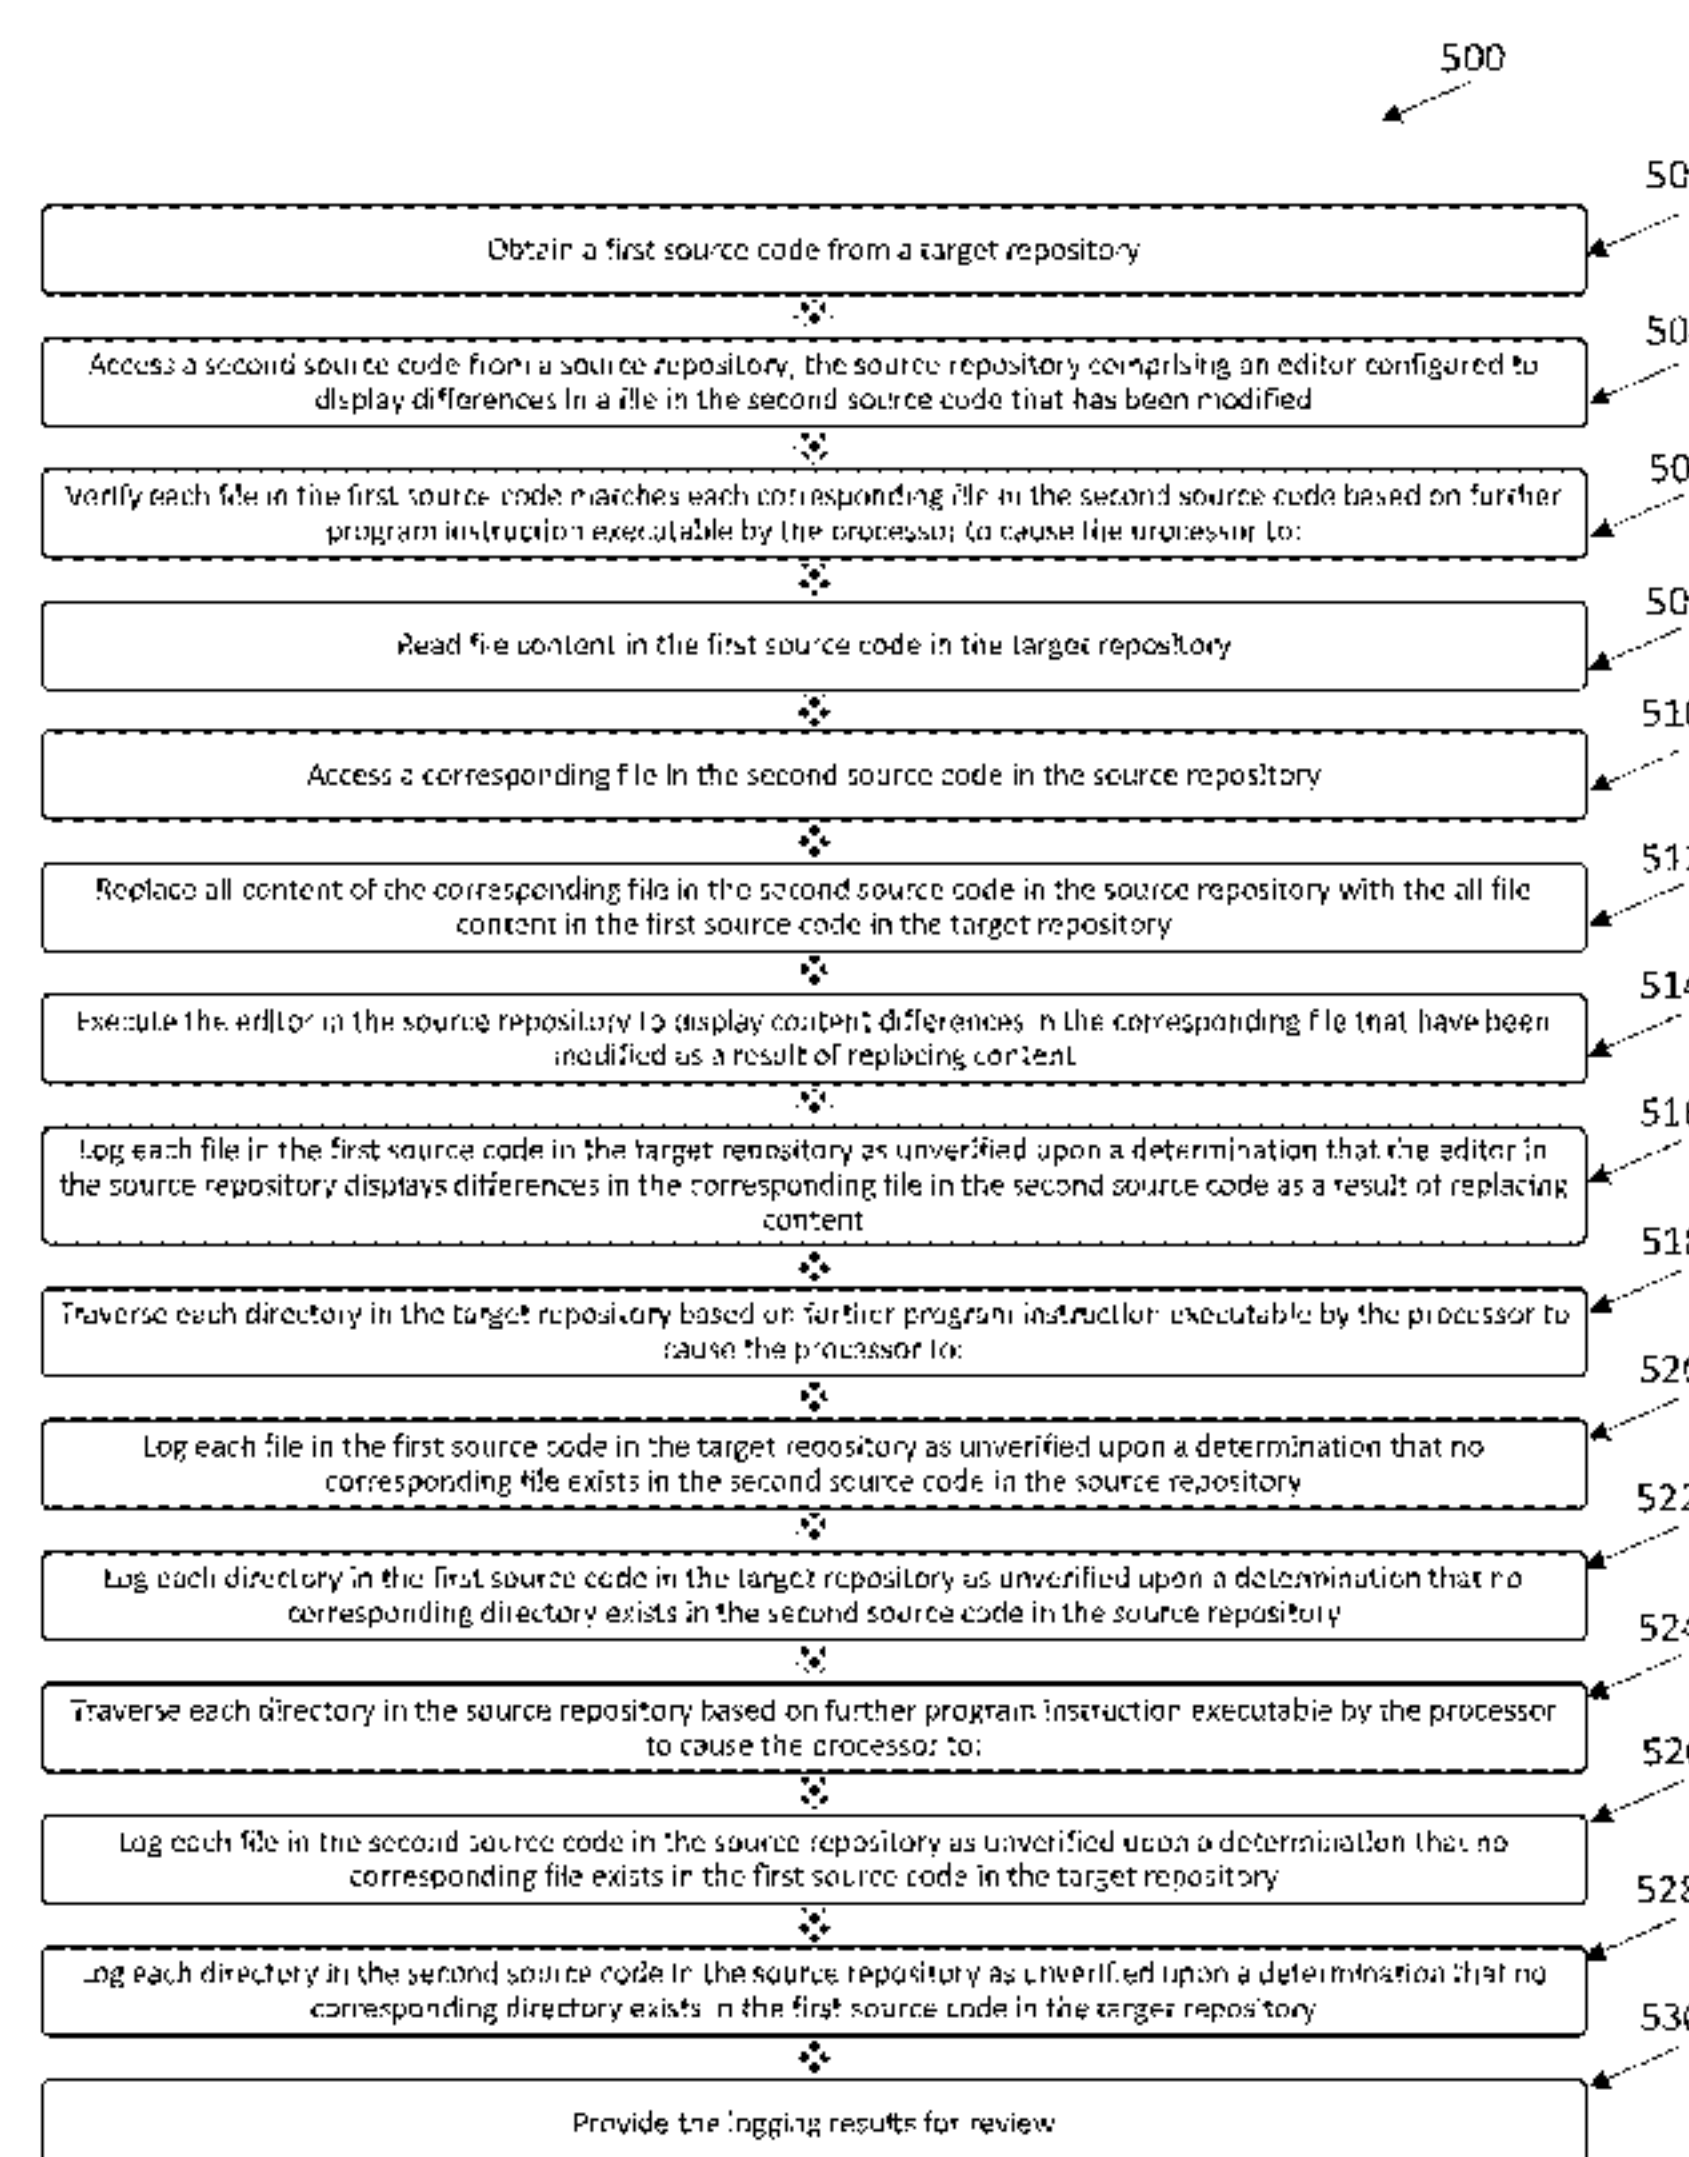 500
50
Obtain a first source code from a target repository
50
Access a second source code from a source repository, the source repository comprising an editor configured to
display differences in a file in the second source code that has been modified
50
Verify each file in the first source code matches each corresponding file in the second source code based on further
program instruction executable by the processor to cause the processor to:
50
Read file content in the first source code in the target repository
510
Access a corresponding file in the second source code in the source repository
512
Replace all content of the corresponding file in the second source code in the source repository with the all file
content in the first source code in the target repository
514
Execute the editor in the source repository to display content differences in the corresponding file that have been
modified as a result of replacing content
516
Log each file in the first source code in the target repository as unverified upon a determination that the editor in
the source repository displays differences in the corresponding file in the second source code as a result of replacing
content
518
Traverse each directory in the target repository based on further program instruction executable by the processor to
cause the processor to:
520
Log each file in the first source code in the target repository as unverified upon a determination that no
corresponding file exists in the second source code in the source repository
522
Log each directory in the first source code in the target repository as unverified upon a determination that no
corresponding directory exists in the second source code in the source repository
524
Traverse each directory in the source repository based on further program instruction executable by the processor
to cause the processor to:
526
Log each file in the second source code in the source repository as unverified upon a determination that no
corresponding file exists in the first source code in the target repository
528
Log each directory in the second source code in the source repository as unverified upon a determination that no
corresponding directory exists in the first source code in the target repository
530
Provide the logging results for review